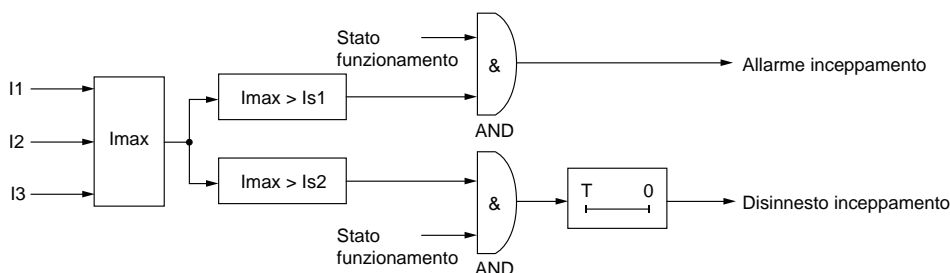 Stato
funzionamento
&
Allarme inceppamento
I1
Imax > Is1
AND
I2
Imax
I3
Imax > Is2
&
T 0
Disinnesto inceppamento
Stato
funzionamento
AND